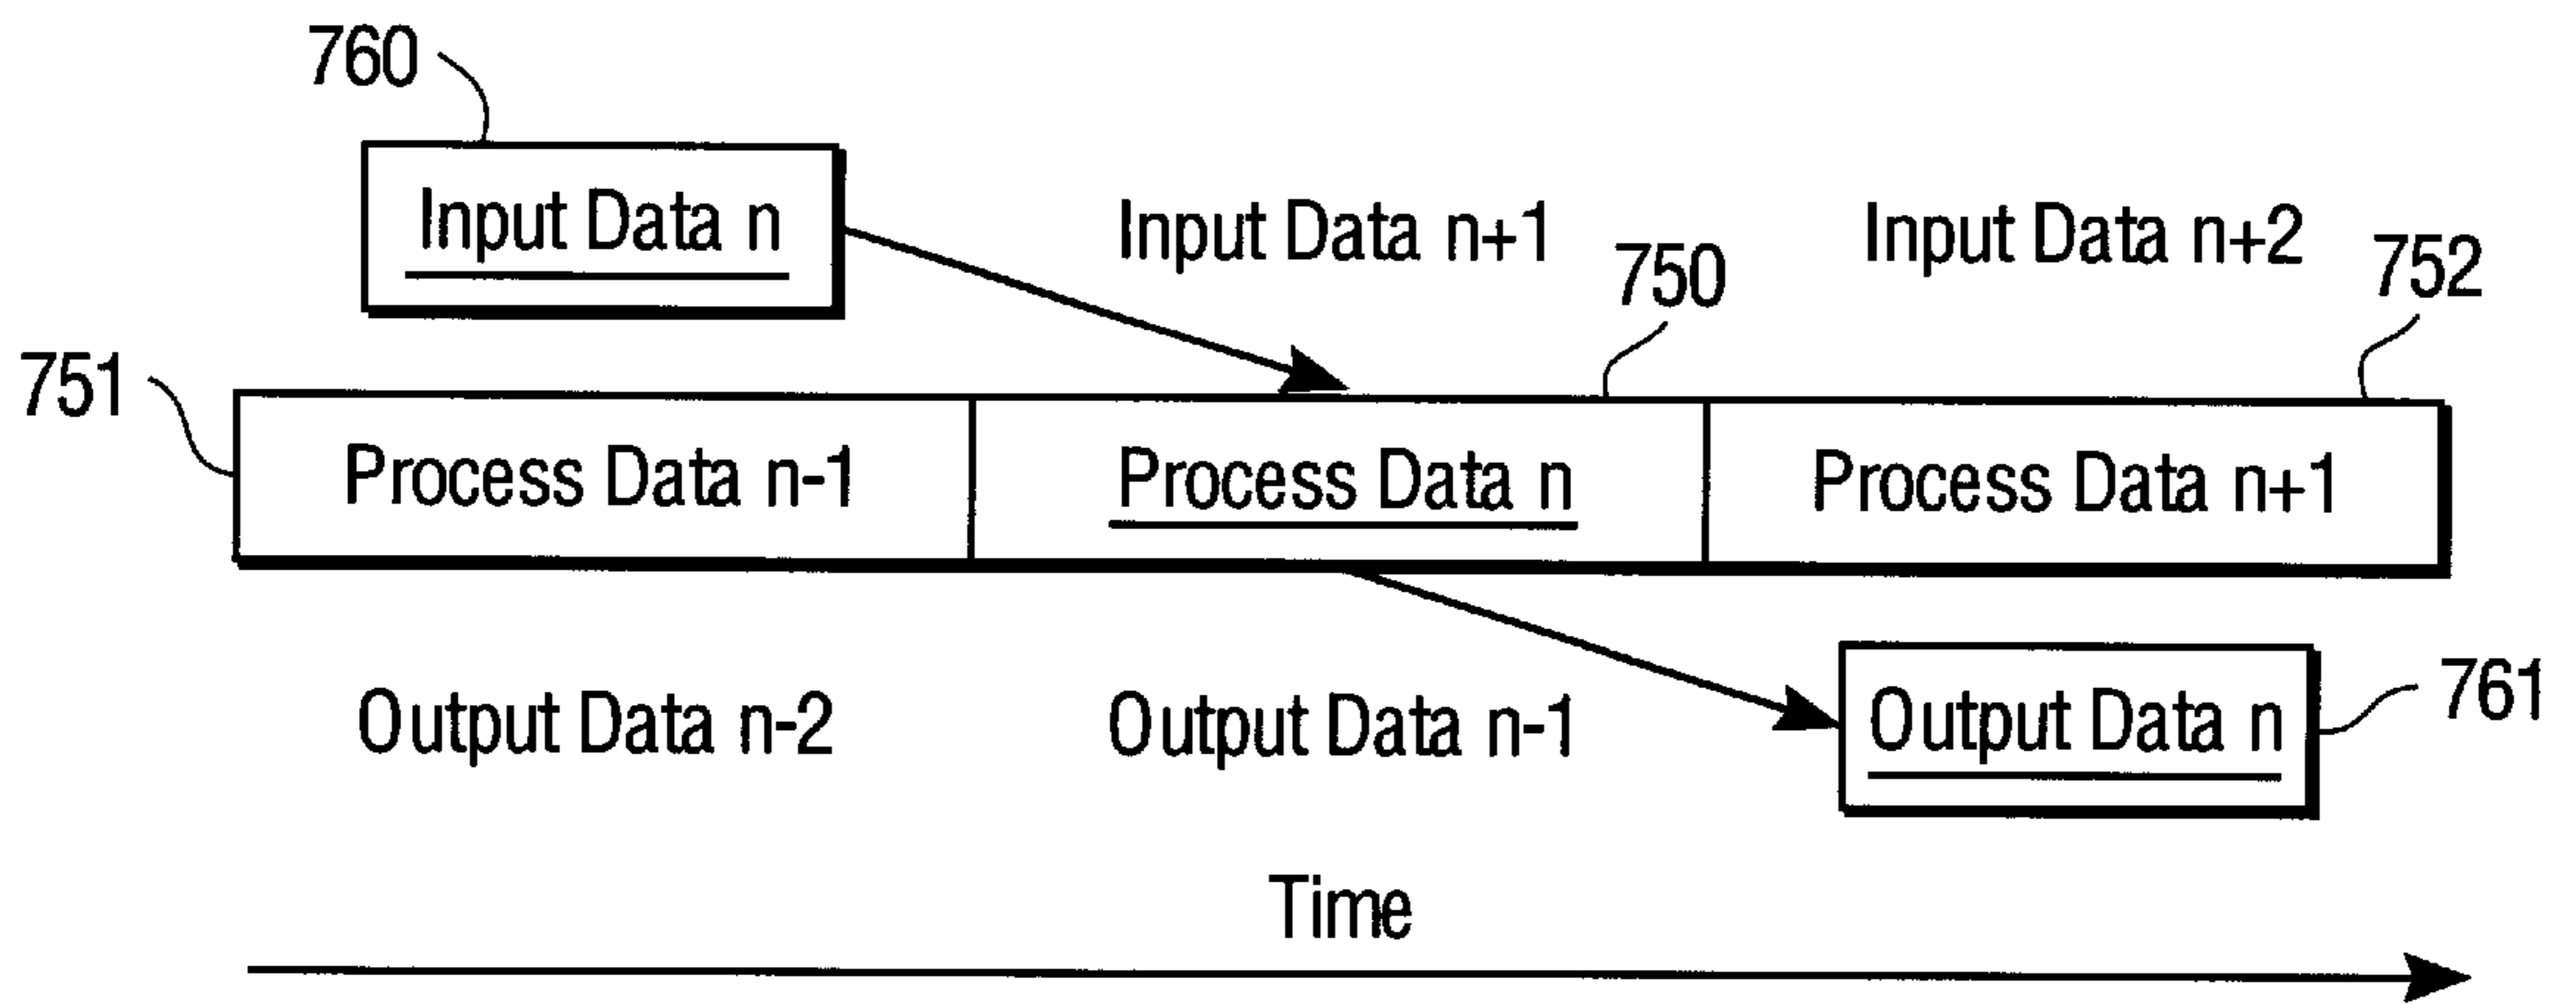 760
Input Data n
Input Data n+1
Input Data n+2
750
752
751
Process Data n-1
Process Data n
Process Data n+1
Output Data n-2
Output Data n-1
Output Data n
761
Time